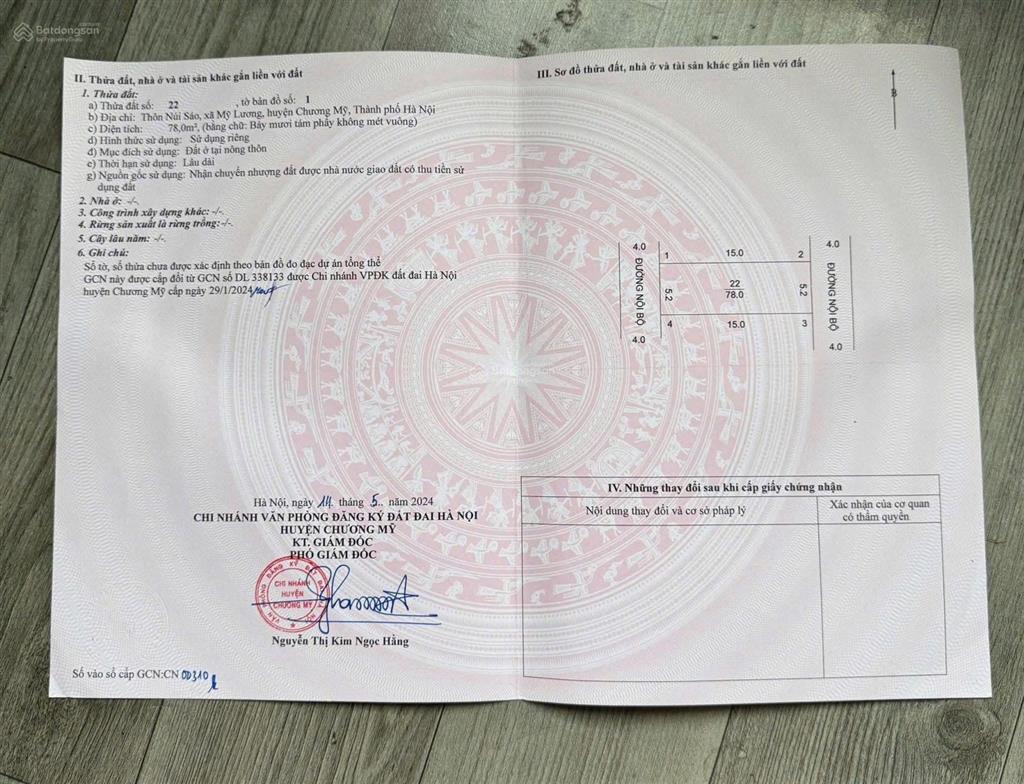 Batdongsan
by PropertyGuru
II. Thửa đất, nhà ở và tài sản khác gắn liền với đất
1. Thửa đất:
a) Thửa đất số: 22 , tờ bản đồ số: 1
b) Địa chỉ: Thôn Núi Sáo, xã Mỹ Lương, huyện Chương Mỹ, Thành phố Hà Nội
c) Diện tích: 78,0m², (bằng chữ: Bảy mươi tám phẩy không mét vuông)
d) Hình thức sử dụng: Sử dụng riêng
đ) Mục đích sử dụng: Đất ở tại nông thôn
e) Thời hạn sử dụng: Lâu dài
g) Nguồn gốc sử dụng: Nhận chuyển nhượng đất được nhà nước giao đất có thu tiền sử
dụng đất
2. Nhà ở: -/-.
3. Công trình xây dựng khác: -/-.
4. Rừng sản xuất là rừng trồng:-/-.
5. Cây lâu năm: -/-.
6. Ghi chú:
Số tờ, số thửa chưa được xác định theo bản đồ đo đạc dự án tổng thể
GCN này được cấp đổi từ GCN số DL 338133 được Chi nhánh VPĐK đất đai Hà Nội
huyện Chương Mỹ cấp ngày 29/1/2024
Hà Nội, ngày 14 tháng 5.. năm 2024
CHI NHÁNH VĂN PHÒNG ĐĂNG KÝ ĐẤT ĐAI HÀ NỘI
HUYỆN CHƯƠNG MỸ
KT. GIÁM ĐỐC
PHÓ GIÁM ĐỐC
CHI NHÁNH
HUYỆN
CHƯƠNG MỸ
Nguyễn Thị Kim Ngọc Hằng
Số vào sổ cấp GCN:CN 00310
III. Sơ đồ thửa đất, nhà ở và tài sản khác gắn liền với đất
B
4.0
1
15.0
2
4.0
ĐƯỜNG NỘI BỘ
5.2
22
78.0
5.2
ĐƯỜNG NỘI BỘ
4
15.0
3
4.0
4.0
Batdongsan
IV. Những thay đổi sau khi cấp giấy chứng nhận
Nội dung thay đổi và cơ sở pháp lý
Xác nhận của cơ quan
có thẩm quyền